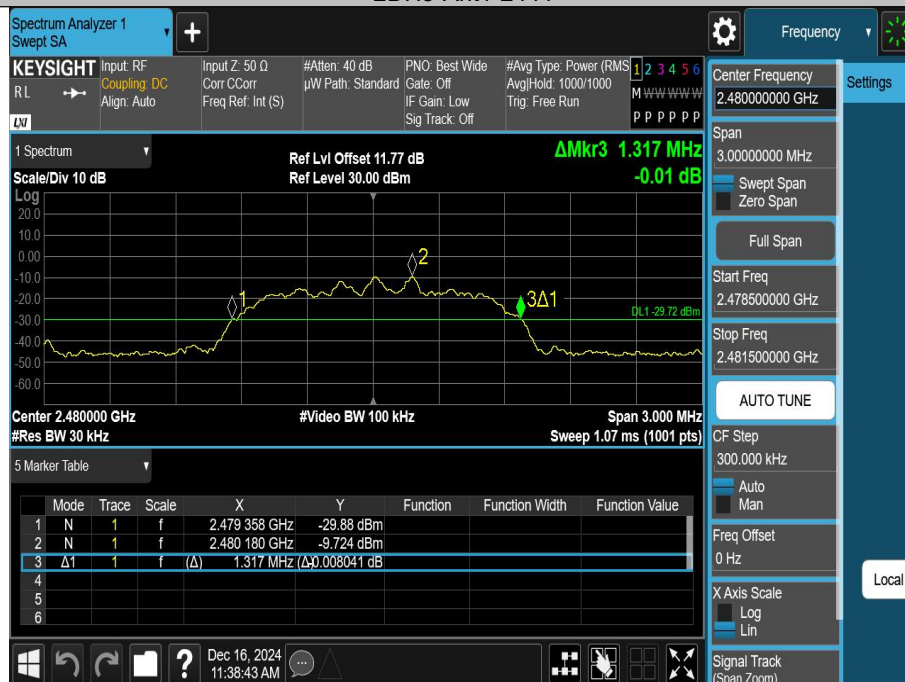 Spectrum Analyzer 1
Swept SA
+
Frequency
KEYSIGHT
RL
LXI
Input: RF
Coupling: DC
Align: Auto
Input Z: 50 Ω
Corr CCorr
Freq Ref: Int (S)
#Atten: 40 dB
µW Path: Standard
PNO: Best Wide
Gate: Off
IF Gain: Low
Sig Track: Off
#Avg Type: Power (RMS
Avg|Hold: 1000/1000
Trig: Free Run
1 2 3 4 5 6
M W W W W W
P P P P P P
1 Spectrum
Scale/Div 10 dB
Ref Lvl Offset 11.77 dB
Ref Level 30.00 dBm
ΔMkr3 1.317 MHz
-0.01 dB
Log
20.0
10.0
0.00
-10.0
-20.0
-30.0
-40.0
-50.0
-60.0
1
2
3Δ1
DL1 -29.72 dBm
Center 2.480000 GHz
#Video BW 100 kHz
Span 3.000 MHz
#Res BW 30 kHz
Sweep 1.07 ms (1001 pts)
5 Marker Table
Mode Trace Scale X Y Function Function Width Function Value
1 N 1 f 2.479 358 GHz -29.88 dBm
2 N 1 f 2.480 180 GHz -9.724 dBm
3 Δ1 1 f (Δ) 1.317 MHz (Δ) -0.008041 dB
4
5
6
?
Dec 16, 2024
11:38:43 AM
Center Frequency
2.480000000 GHz
Span
3.00000000 MHz
Swept Span
Zero Span
Full Span
Start Freq
2.478500000 GHz
Stop Freq
2.481500000 GHz
AUTO TUNE
CF Step
300.000 kHz
Auto
Man
Freq Offset
0 Hz
X Axis Scale
Log
Lin
Signal Track
(Span Zoom)
Settings
Local